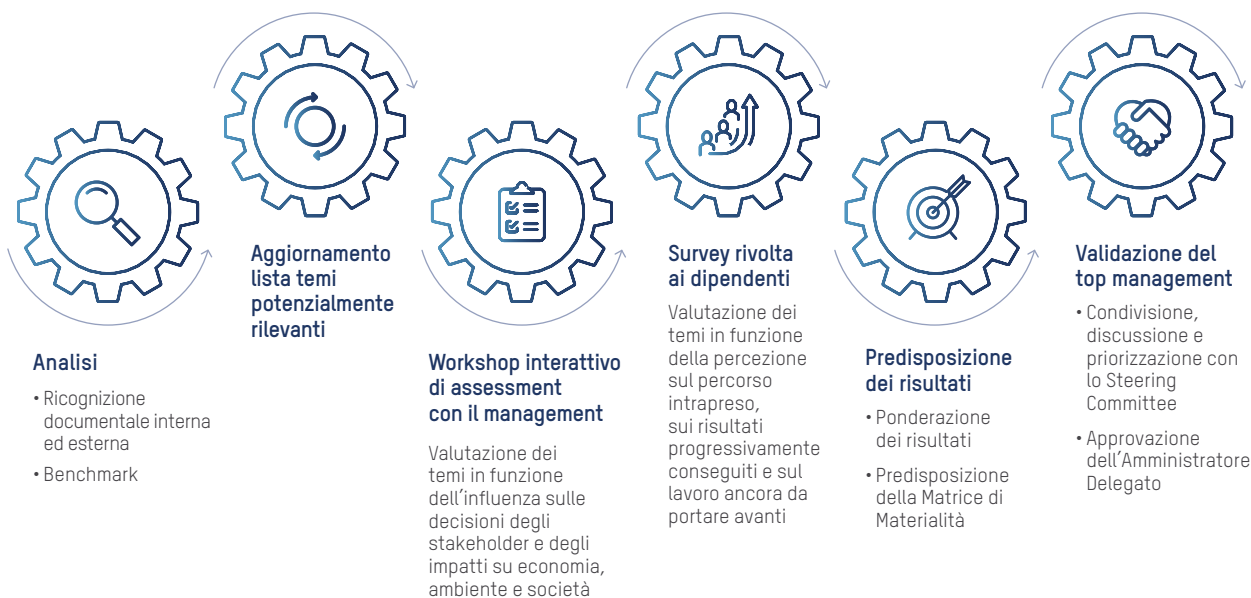 Analisi
• Ricognizione
documentale interna
ed esterna
• Benchmark
Aggiornamento
lista temi
potenzialmente
rilevanti
Workshop interattivo
di assessment
con il management
Valutazione dei
temi in funzione
dell'influenza sulle
decisioni degli
stakeholder e degli
impatti su economia,
ambiente e società
Survey rivolta
ai dipendenti
Valutazione dei
temi in funzione
della percezione
sul percorso
intrapreso,
sui risultati
progressivamente
conseguiti e sul
lavoro ancora da
portare avanti
Predisposizione
dei risultati
• Ponderazione
dei risultati
• Predisposizione
della Matrice di
Materialità
Validazione del
top management
• Condivisione,
discussione e
priorizzazione con
lo Steering
Committee
• Approvazione
dell'Amministratore
Delegato